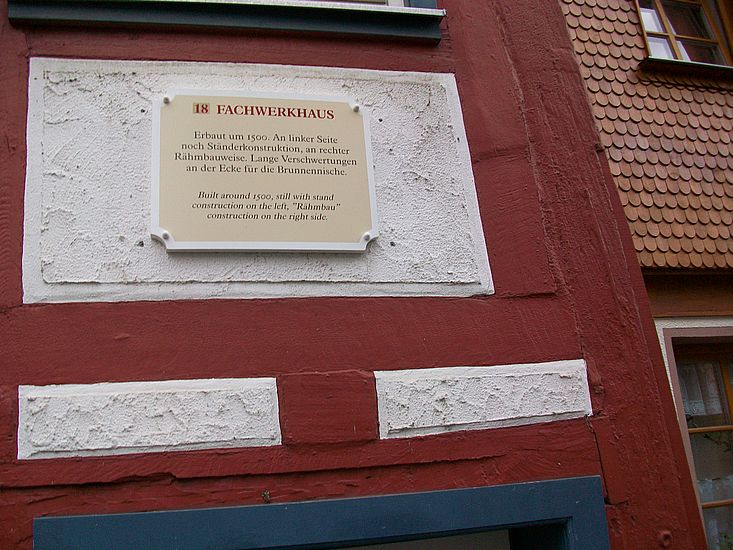 18 FACHWERKHAUS
Erbaut um 1500. An linker Seite
noch Ständerkonstruktion, an rechter
Rähmbauweise. Lange Verschwertungen
an der Ecke für die Brunnennische.
Built around 1500, still with stand
construction on the left, "Rähmbau"
construction on the right side.